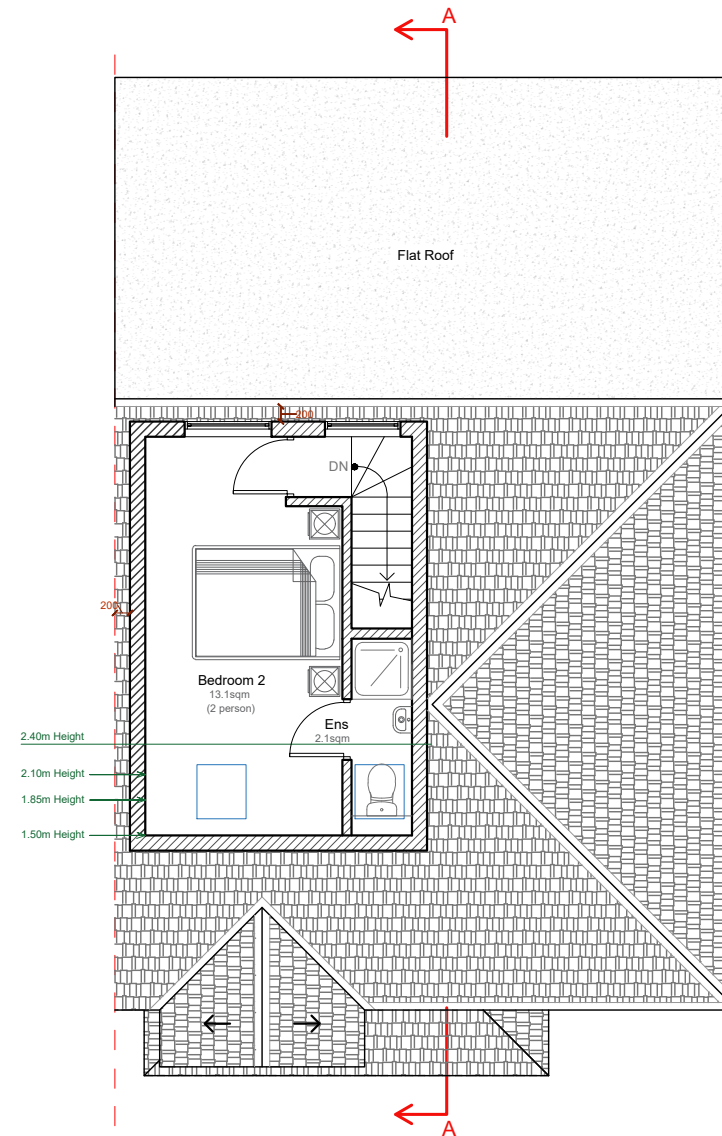 A
Flat Roof
200
DN
200
Bedroom 2
13.1sqm
(2 person)
Ens
2.1sqm
2.40m Height
2.10m Height
1.85m Height
1.50m Height
A